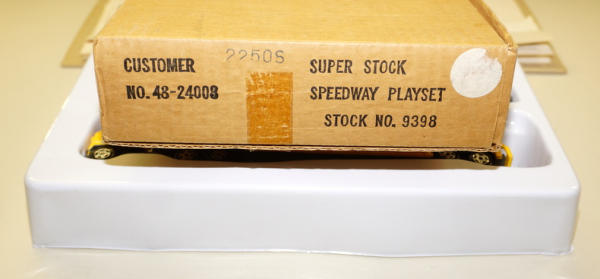 2250S
CUSTOMER SUPER STOCK
NO. 48-24008 SPEEDWAY PLAYSET
STOCK NO. 9398